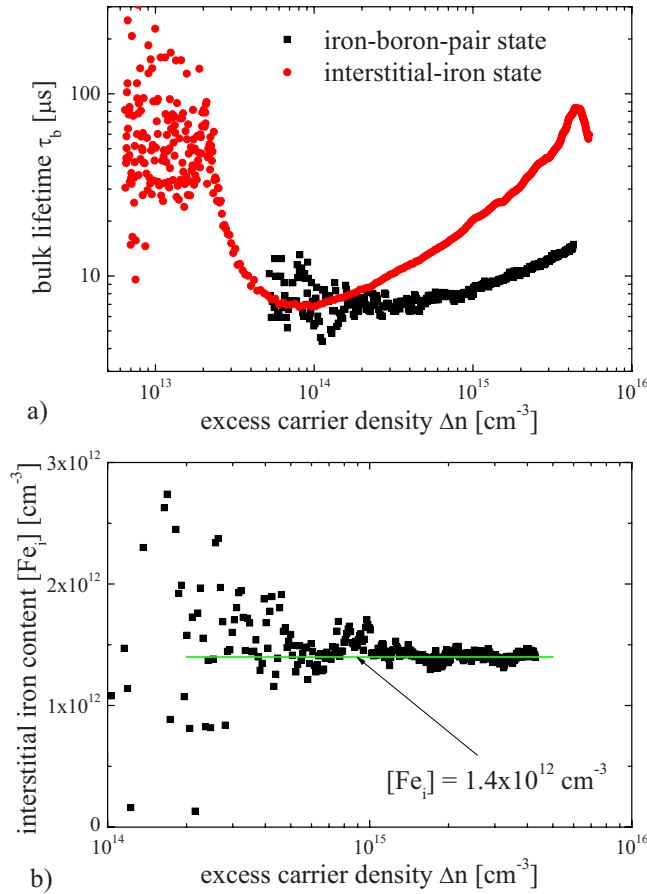 a)
iron-boron-pair state
interstitial-iron state
bulk lifetime τb [μs]
100
10
10^13
10^14
10^15
10^16
excess carrier density Δn [cm^-3]
b)
interstitial iron content [Fei] [cm^-3]
3x10^12
2x10^12
1x10^12
0
[Fei] = 1.4x10^12 cm^-3
10^14
10^15
10^16
excess carrier density Δn [cm^-3]